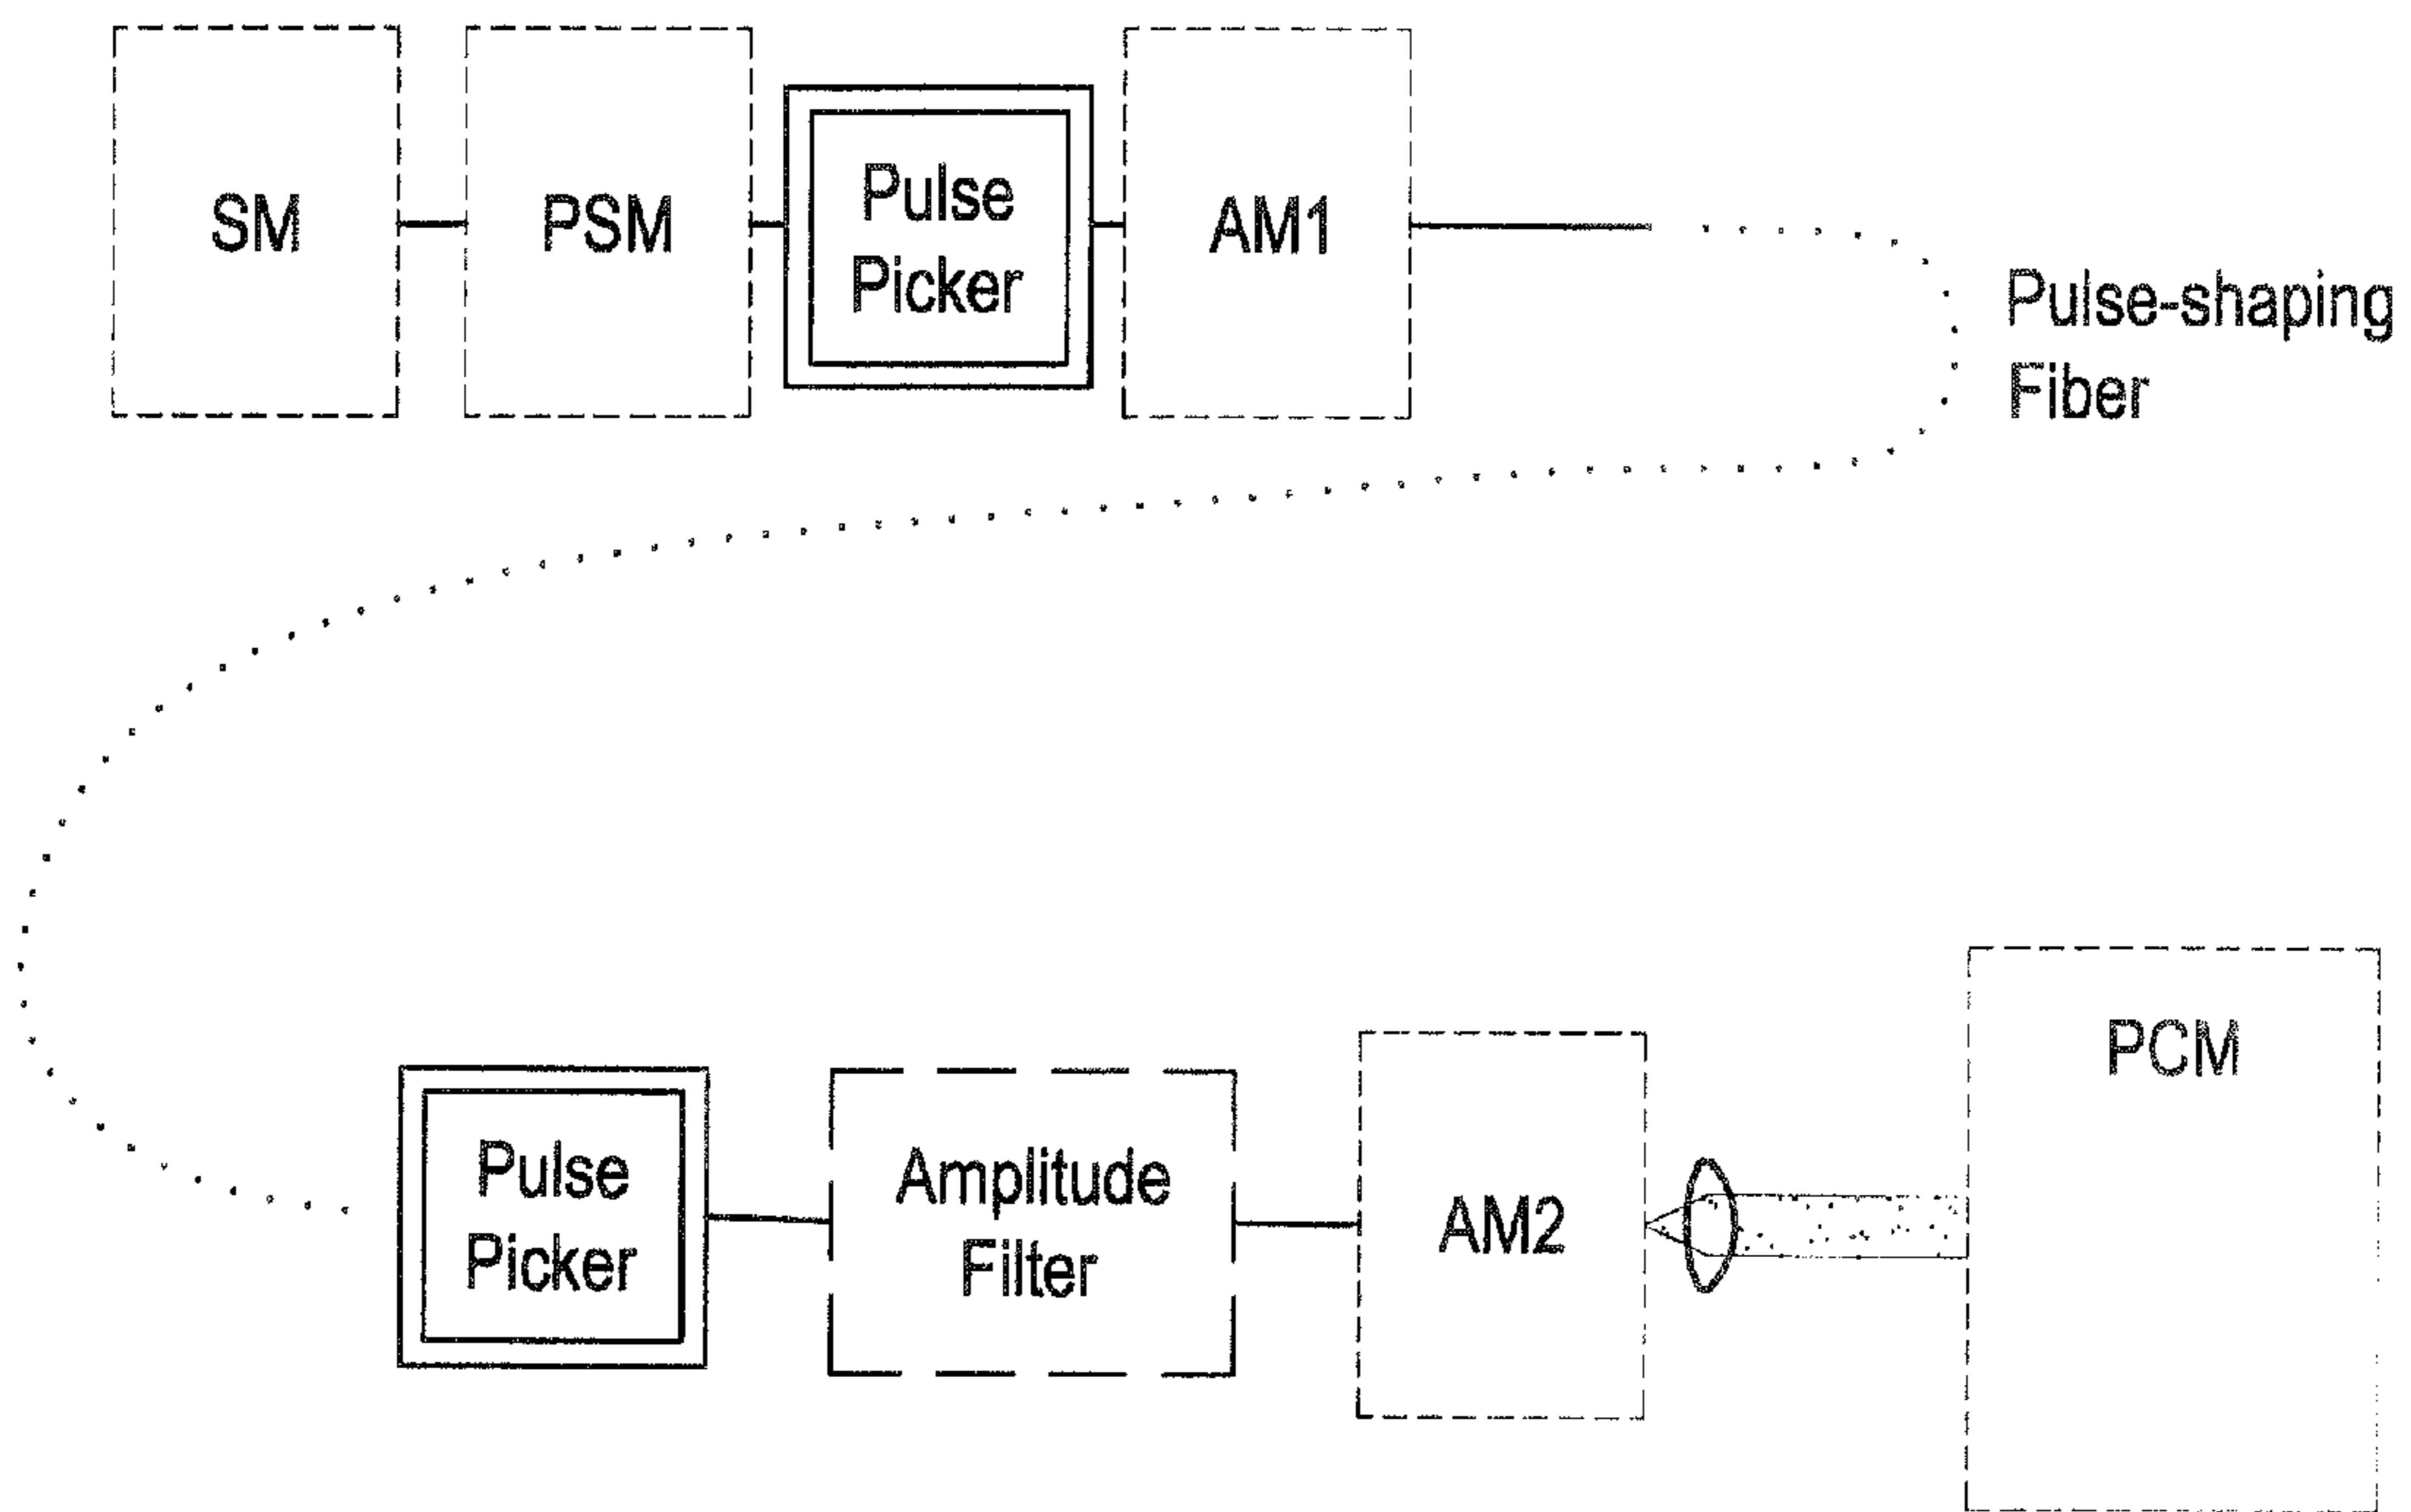 SM
PSM
Pulse
Picker
AM1
Pulse-shaping
Fiber
Pulse
Picker
Amplitude
Filter
AM2
PCM